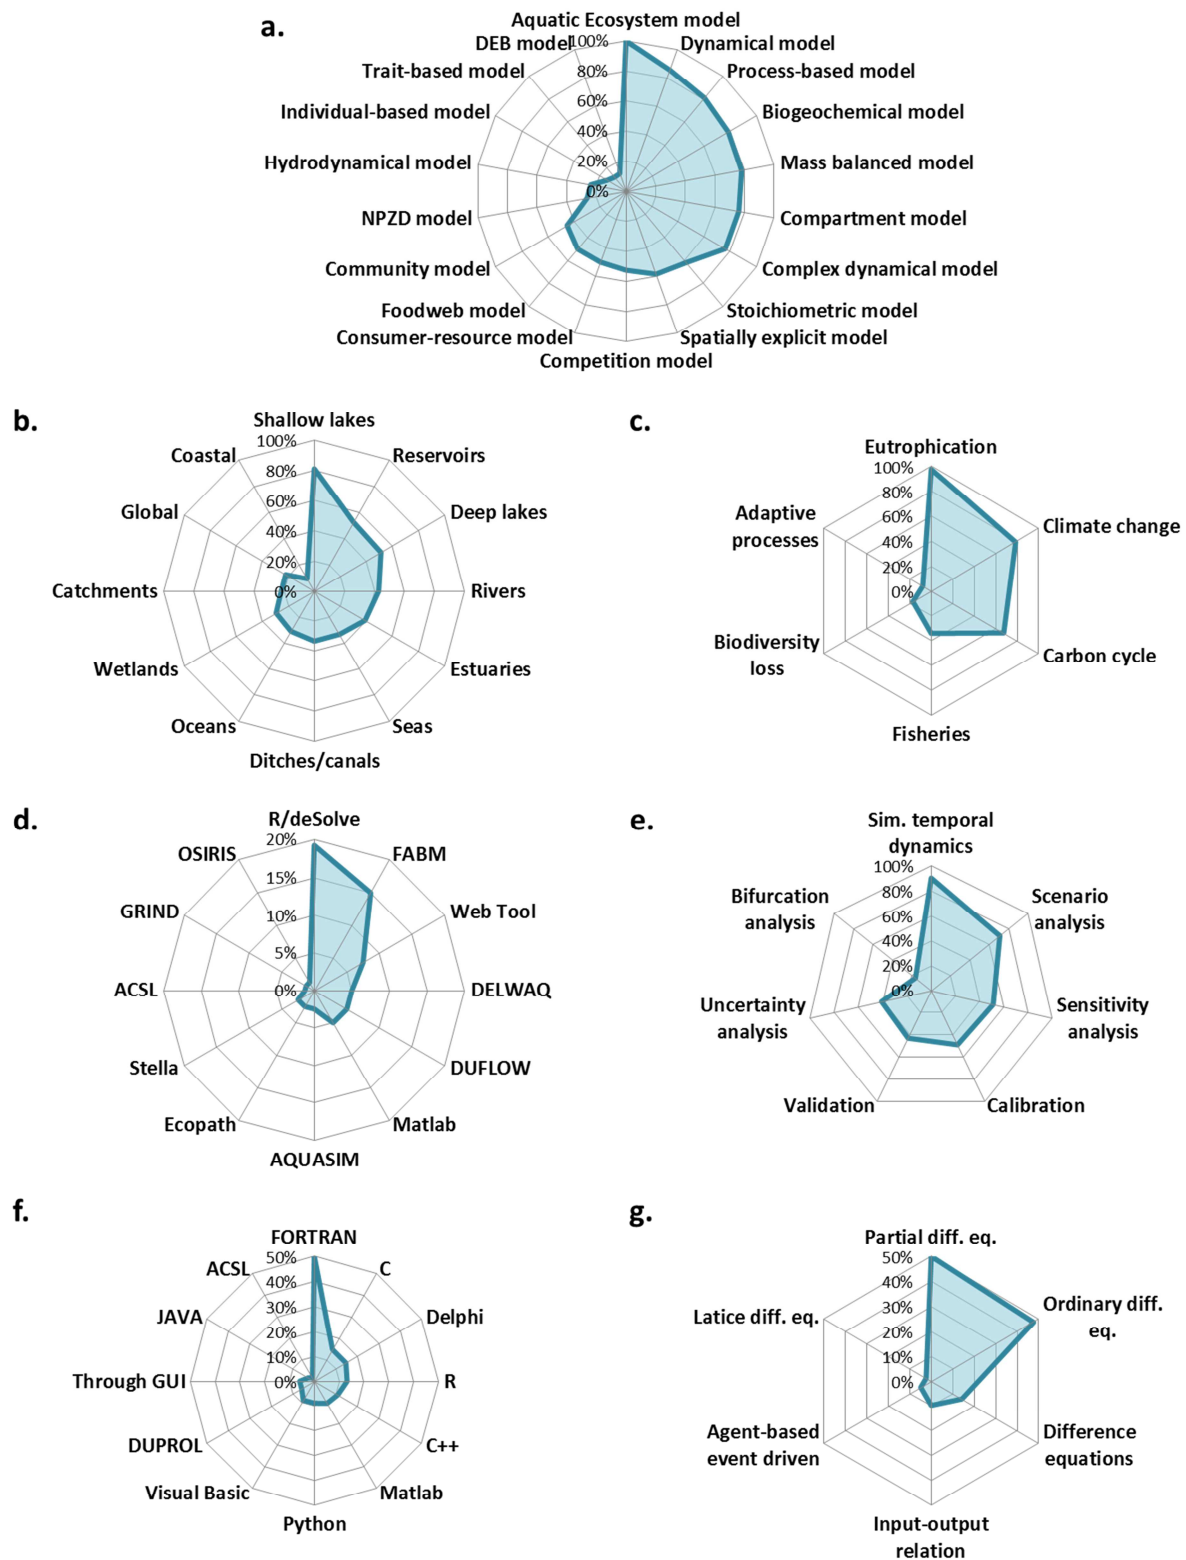 a.
Aquatic Ecosystem model
DEB model
100%
Dynamical model
Trait-based model
80%
Process-based model
Individual-based model
60%
Biogeochemical model
40%
Hydrodynamical model
20%
Mass balanced model
0%
NPZD model
Compartment model
Community model
Complex dynamical model
Foodweb model
Stoichiometric model
Consumer-resource model
Spatially explicit model
Competition model
b.
Shallow lakes
100%
Coastal
Reservoirs
80%
60%
Global
Deep lakes
40%
20%
Catchments
0%
Rivers
Wetlands
Estuaries
Oceans
Seas
Ditches/canals
c.
Eutrophication
100%
80%
Adaptive
processes
60%
Climate change
40%
20%
0%
Biodiversity
loss
Carbon cycle
Fisheries
d.
R/deSolve
20%
OSIRIS
FABM
15%
GRIND
10%
Web Tool
5%
ACSL
0%
DELWAQ
Stella
DUFLOW
Ecopath
Matlab
AQUASIM
e.
Sim. temporal
dynamics
100%
80%
Bifurcation
analysis
Scenario
analysis
60%
40%
20%
0%
Uncertainty
analysis
Sensitivity
analysis
Validation
Calibration
f.
FORTRAN
50%
ACSL
C
40%
30%
JAVA
Delphi
20%
10%
Through GUI
0%
R
DUPROL
C++
Visual Basic
Matlab
Python
g.
Partial diff. eq.
50%
40%
30%
Latice diff. eq.
Ordinary diff.
eq.
20%
10%
0%
Agent-based
event driven
Difference
equations
Input-output
relation